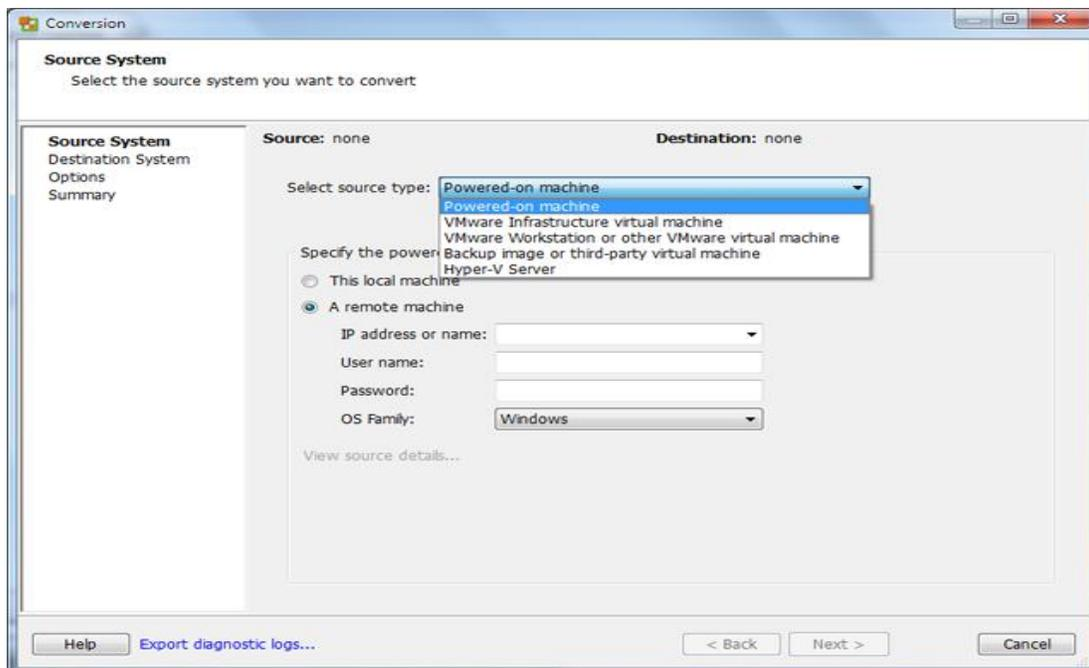 Conversion
Source System
Select the source system you want to convert
Source System
Destination System
Options
Summary
Source: none
Destination: none
Select source type: Powered-on machine
Powered-on machine
VMware Infrastructure virtual machine
VMware Workstation or other VMware virtual machine
Backup image or third-party virtual machine
Hyper-V Server
Specify the power
This local machine
A remote machine
IP address or name:
User name:
Password:
OS Family: Windows
View source details...
Help
Export diagnostic logs...
< Back
Next >
Cancel